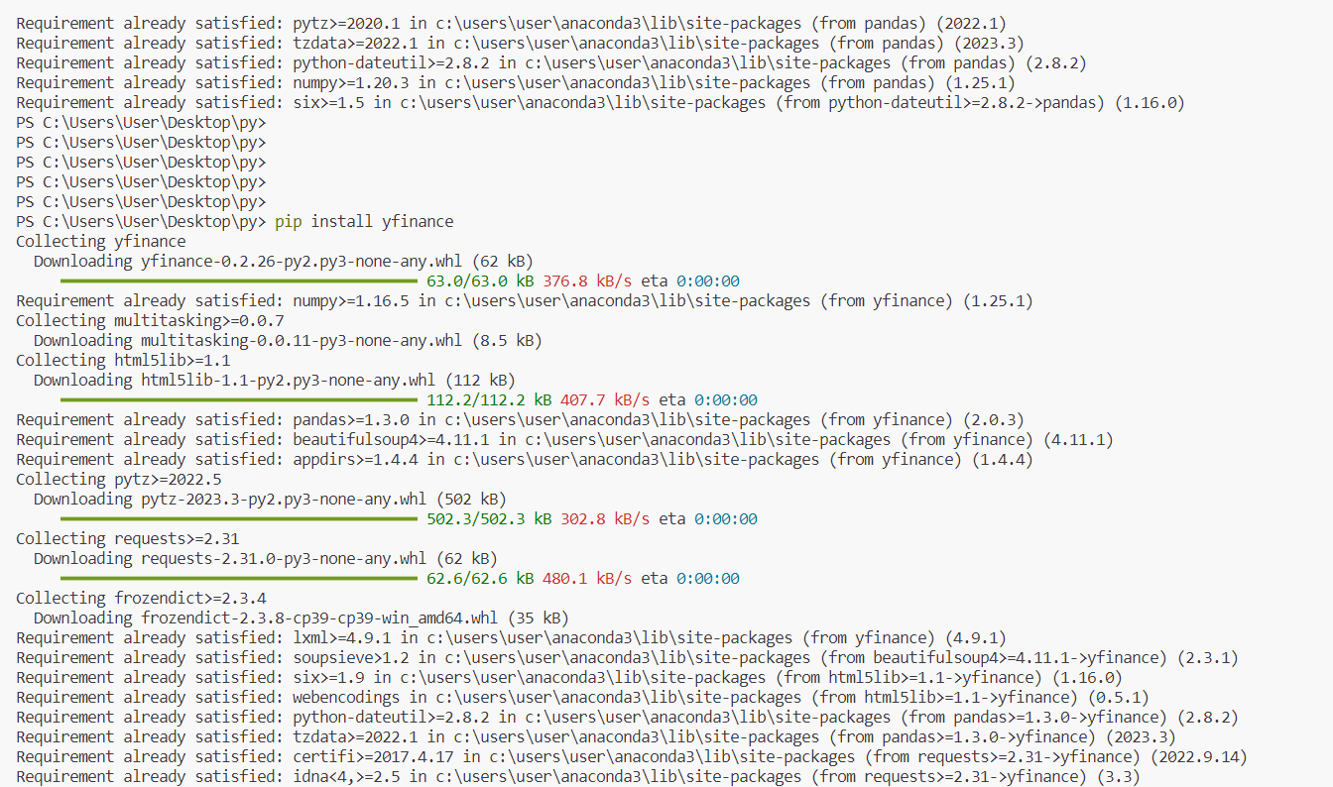 Requirement already satisfied: pytz>=2020.1 in c:\users\user\anaconda3\lib\site-packages (from pandas) (2022.1)
Requirement already satisfied: tzdata>=2022.1 in c:\users\user\anaconda3\lib\site-packages (from pandas) (2023.3)
Requirement already satisfied: python-dateutil>=2.8.2 in c:\users\user\anaconda3\lib\site-packages (from pandas) (2.8.2)
Requirement already satisfied: numpy>=1.20.3 in c:\users\user\anaconda3\lib\site-packages (from pandas) (1.25.1)
Requirement already satisfied: six>=1.5 in c:\users\user\anaconda3\lib\site-packages (from python-dateutil>=2.8.2->pandas) (1.16.0)
PS C:\Users\User\Desktop\py>
PS C:\Users\User\Desktop\py>
PS C:\Users\User\Desktop\py>
PS C:\Users\User\Desktop\py>
PS C:\Users\User\Desktop\py>
PS C:\Users\User\Desktop\py> pip install yfinance
Collecting yfinance
  Downloading yfinance-0.2.26-py2.py3-none-any.whl (62 kB)
63.0/63.0 kB 376.8 kB/s eta 0:00:00
Requirement already satisfied: numpy>=1.16.5 in c:\users\user\anaconda3\lib\site-packages (from yfinance) (1.25.1)
Collecting multitasking>=0.0.7
  Downloading multitasking-0.0.11-py3-none-any.whl (8.5 kB)
Collecting html5lib>=1.1
  Downloading html5lib-1.1-py2.py3-none-any.whl (112 kB)
112.2/112.2 kB 407.7 kB/s eta 0:00:00
Requirement already satisfied: pandas>=1.3.0 in c:\users\user\anaconda3\lib\site-packages (from yfinance) (2.0.3)
Requirement already satisfied: beautifulsoup4>=4.11.1 in c:\users\user\anaconda3\lib\site-packages (from yfinance) (4.11.1)
Requirement already satisfied: appdirs>=1.4.4 in c:\users\user\anaconda3\lib\site-packages (from yfinance) (1.4.4)
Collecting pytz>=2022.5
  Downloading pytz-2023.3-py2.py3-none-any.whl (502 kB)
502.3/502.3 kB 302.8 kB/s eta 0:00:00
Collecting requests>=2.31
  Downloading requests-2.31.0-py3-none-any.whl (62 kB)
62.6/62.6 kB 480.1 kB/s eta 0:00:00
Collecting frozendict>=2.3.4
  Downloading frozendict-2.3.8-cp39-cp39-win_amd64.whl (35 kB)
Requirement already satisfied: lxml>=4.9.1 in c:\users\user\anaconda3\lib\site-packages (from yfinance) (4.9.1)
Requirement already satisfied: soupsieve>1.2 in c:\users\user\anaconda3\lib\site-packages (from beautifulsoup4>=4.11.1->yfinance) (2.3.1)
Requirement already satisfied: six>=1.9 in c:\users\user\anaconda3\lib\site-packages (from html5lib>=1.1->yfinance) (1.16.0)
Requirement already satisfied: webencodings in c:\users\user\anaconda3\lib\site-packages (from html5lib>=1.1->yfinance) (0.5.1)
Requirement already satisfied: python-dateutil>=2.8.2 in c:\users\user\anaconda3\lib\site-packages (from pandas>=1.3.0->yfinance) (2.8.2)
Requirement already satisfied: tzdata>=2022.1 in c:\users\user\anaconda3\lib\site-packages (from pandas>=1.3.0->yfinance) (2023.3)
Requirement already satisfied: certifi>=2017.4.17 in c:\users\user\anaconda3\lib\site-packages (from requests>=2.31->yfinance) (2022.9.14)
Requirement already satisfied: idna<4,>=2.5 in c:\users\user\anaconda3\lib\site-packages (from requests>=2.31->yfinance) (3.3)